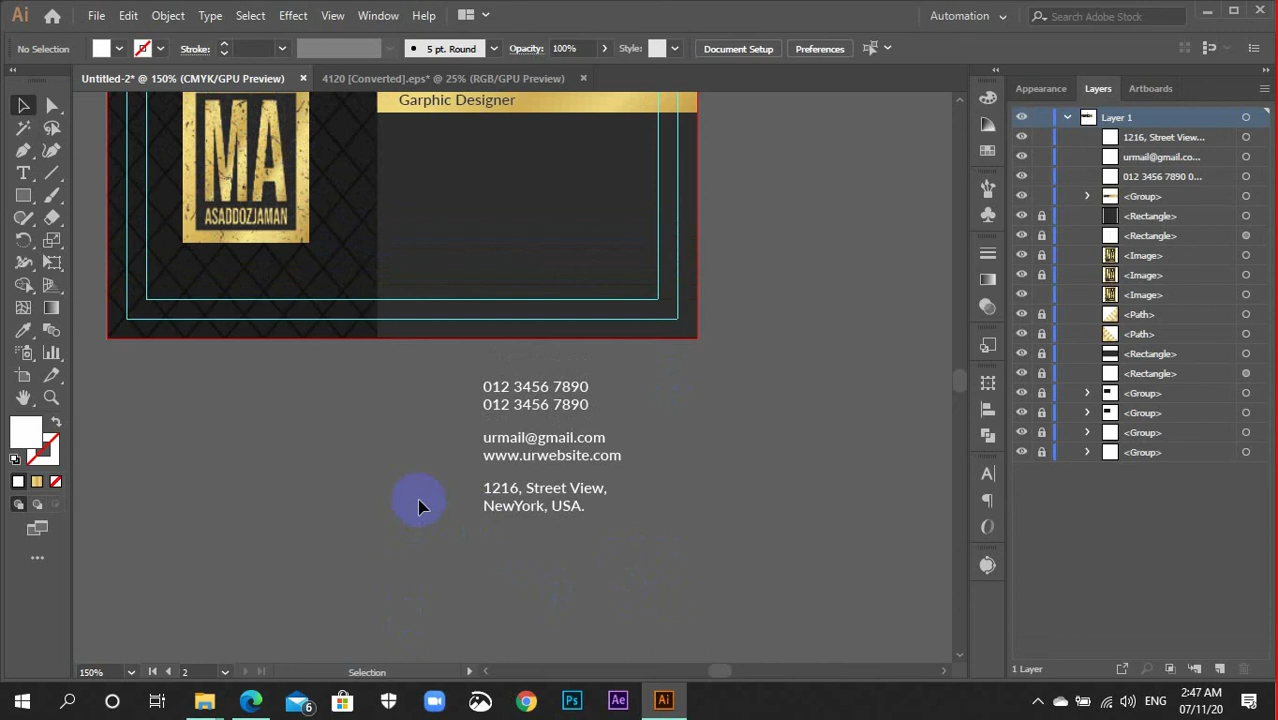 Ai
File
Edit
Object
Type
Select
Effect
View
Window
Help
Automation
Search Adobe Stock
No Selection
Stroke:
5 pt. Round
Opacity:
100%
Style:
Document Setup
Preferences
Untitled-2* @ 150% (CMYK/GPU Preview)
4120 [Converted].eps* @ 25% (RGB/GPU Preview)
Appearance
Layers
Artboards
Garphic Designer
MA
ASADDOZJAMAN
012 3456 7890
012 3456 7890
urmail@gmail.com
www.urwebsite.com
1216, Street View,
NewYork, USA.
Layer 1
1216, Street View...
urmail@gmail.co...
012 3456 7890 0...
<Group>
<Rectangle>
<Rectangle>
<Image>
<Image>
<Image>
<Path>
<Path>
<Rectangle>
<Rectangle>
<Group>
<Group>
<Group>
<Group>
150%
2
Selection
1 Layer
6
Ps
Ae
Ai
ENG
2:47 AM
07/11/20